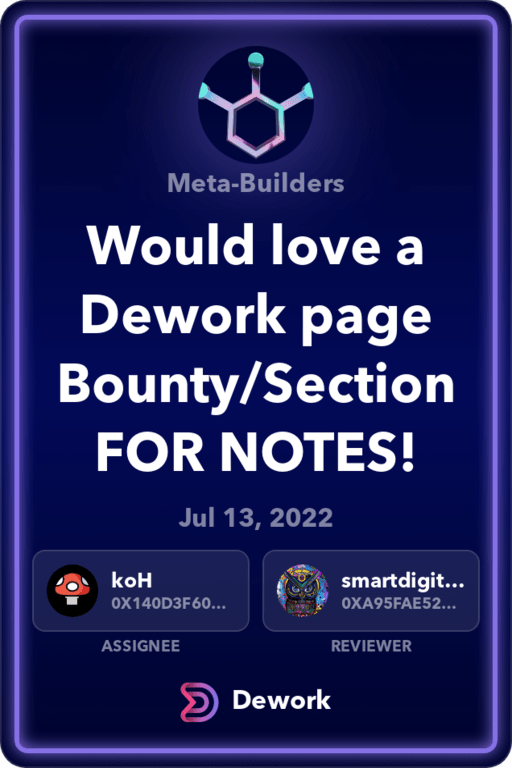 Meta-Builders
Would love a
Dework page
Bounty/Section
FOR NOTES!
Jul 13, 2022
koH
0X140D3F60...
ASSIGNEE
smartdigit...
0XA95FAE52...
REVIEWER
Dework